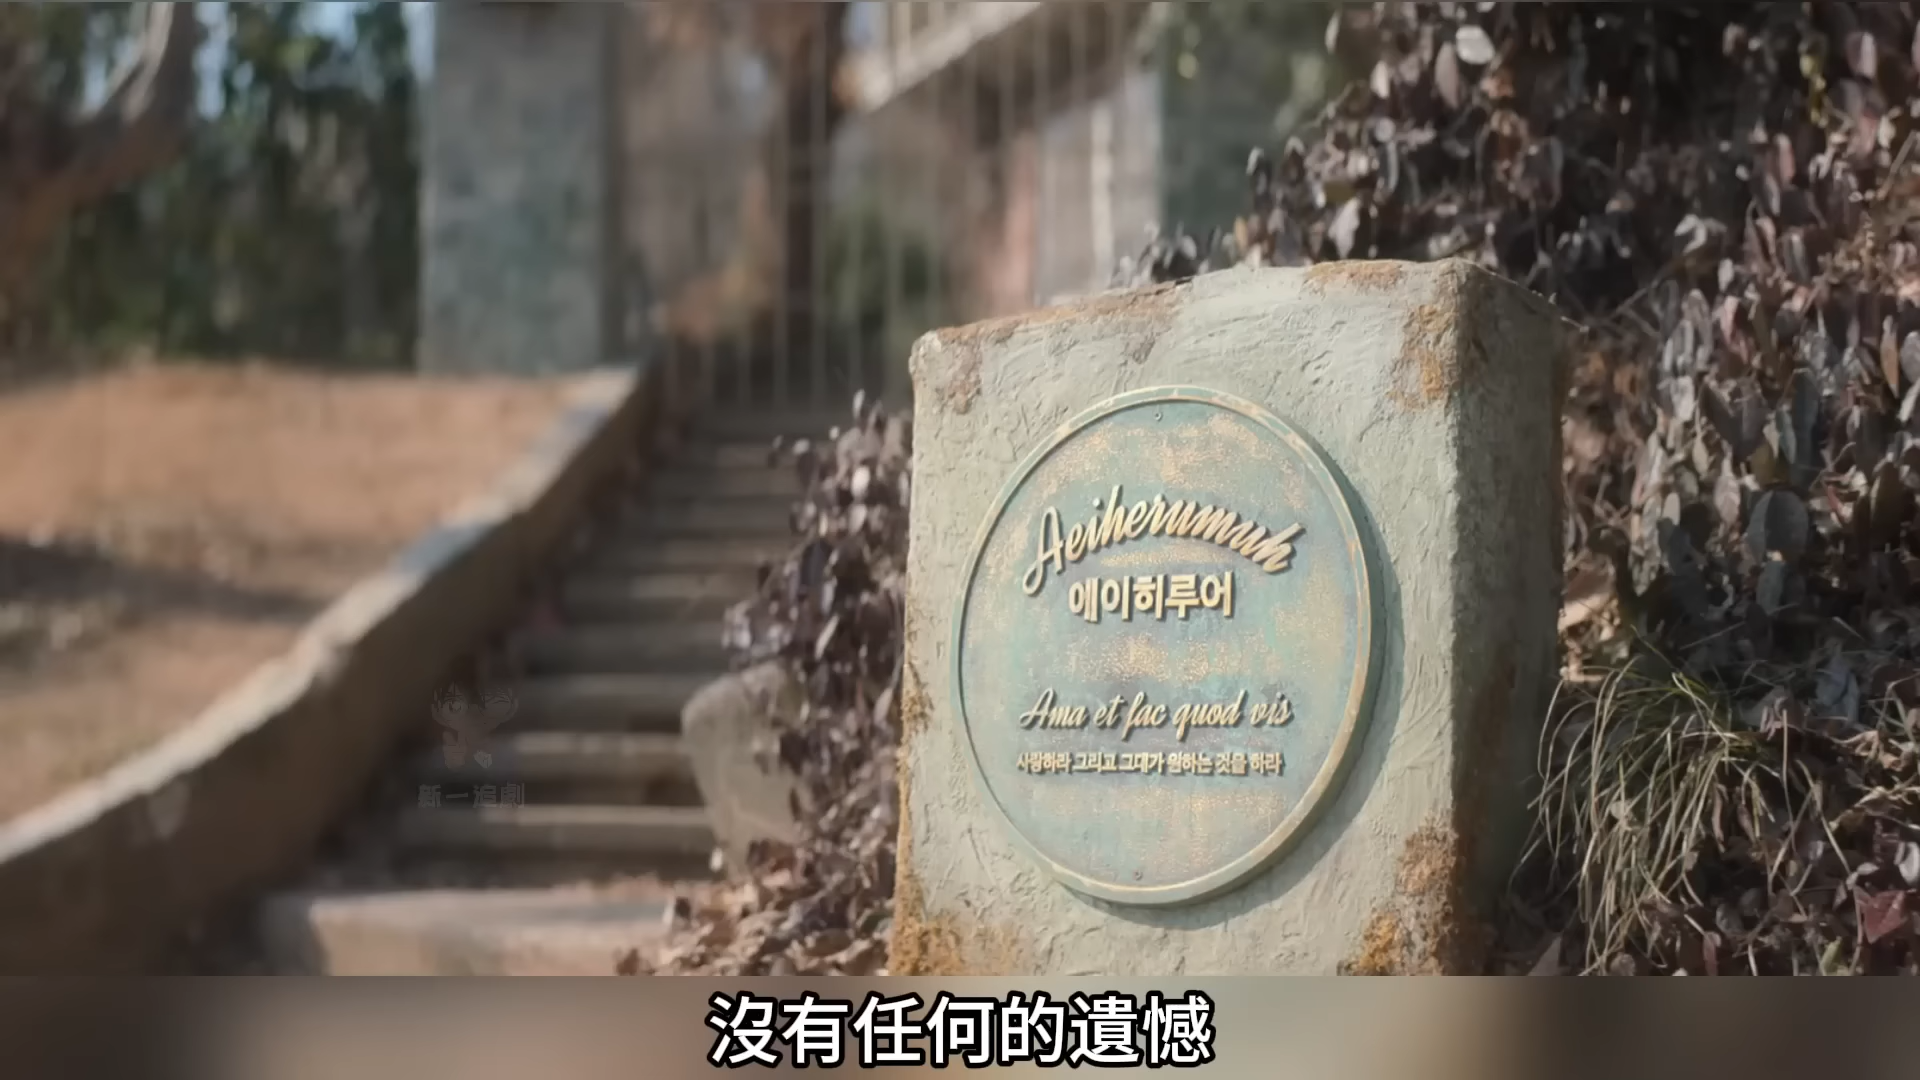 Aeiherumuh
에이히루어
Ama et fac quod vis
사랑하라 그리고 그대가 원하는 것을 하라
新一追劇
沒有任何的遺憾